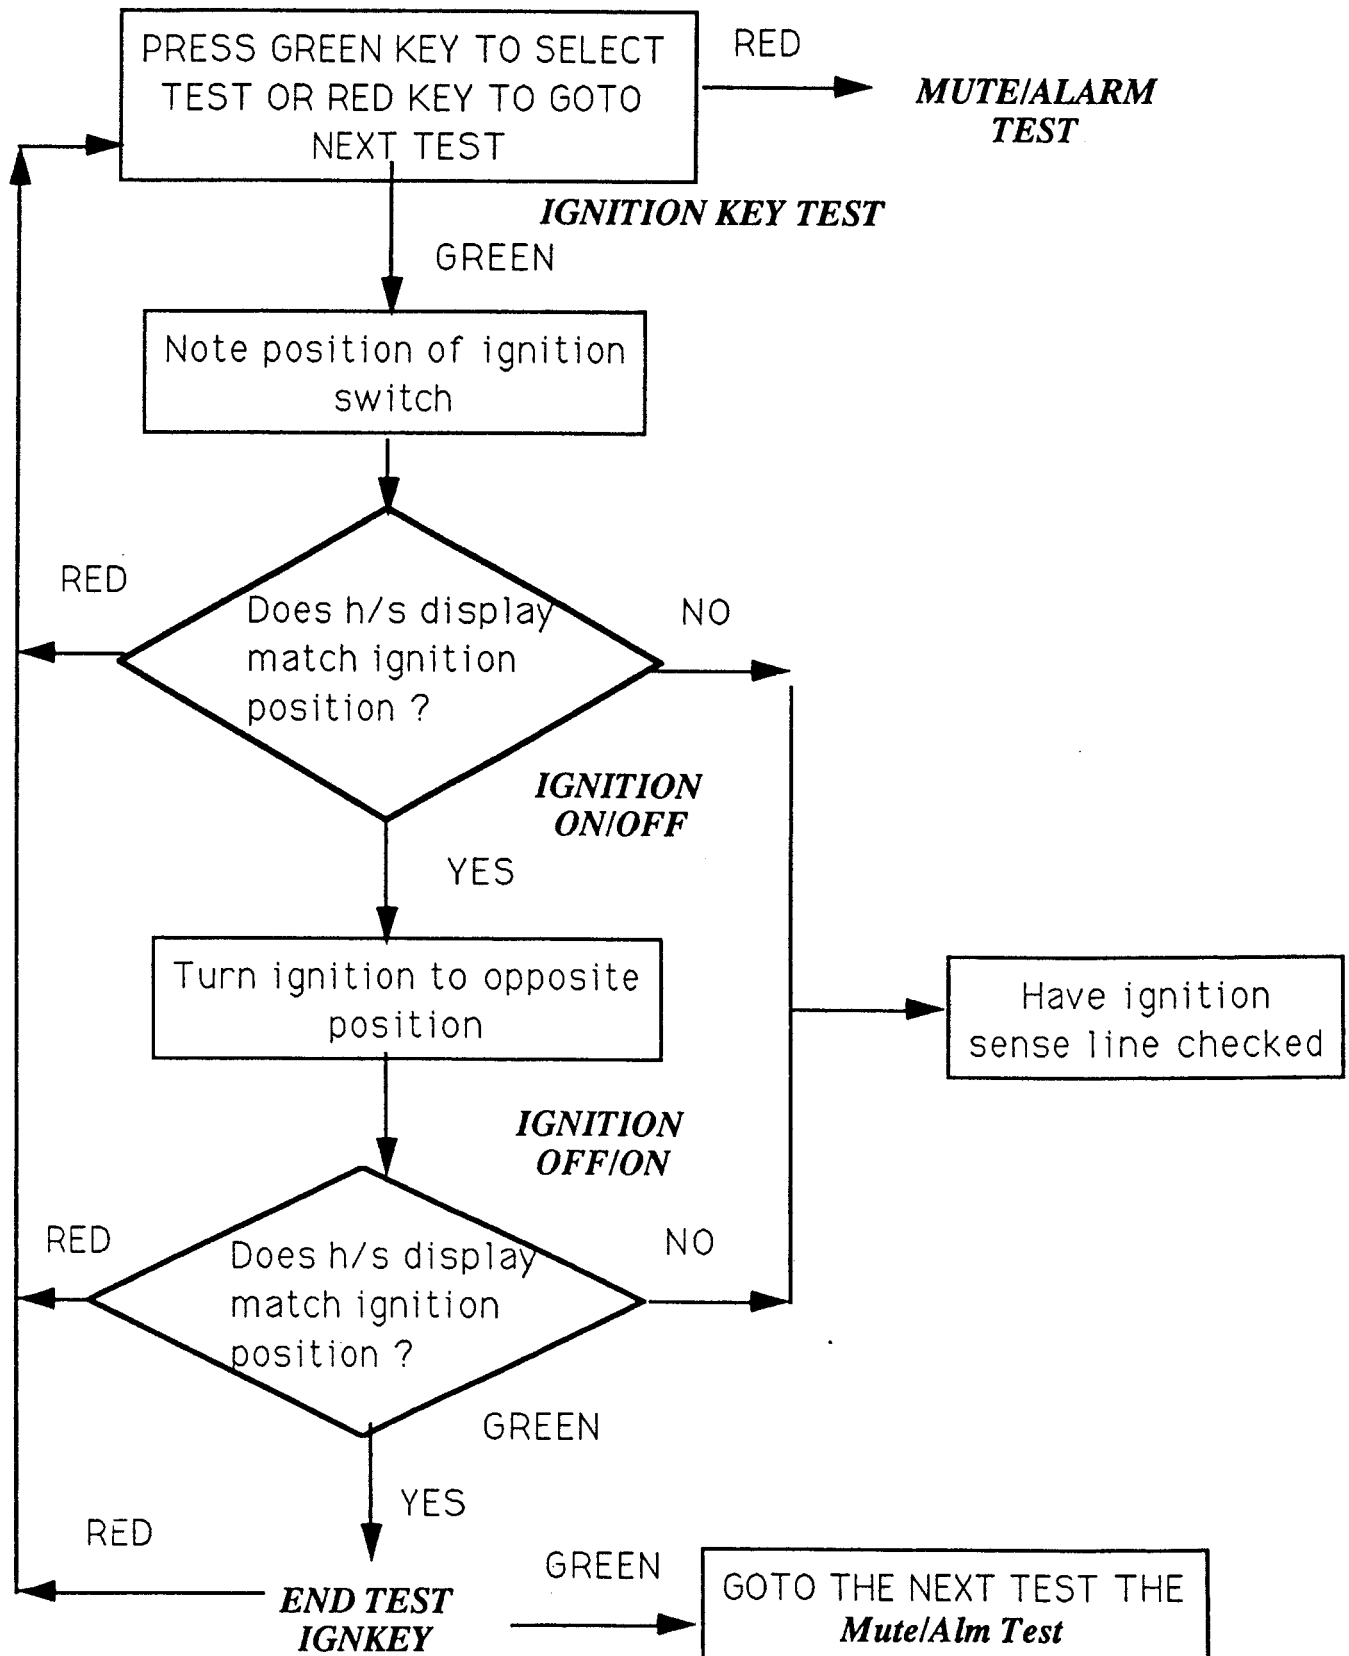 PRESS GREEN KEY TO SELECT
TEST OR RED KEY TO GOTO
NEXT TEST
RED
MUTE/ALARM
TEST
IGNITION KEY TEST
GREEN
Note position of ignition
switch
RED
Does h/s display
match ignition
position ?
NO
IGNITION
ON/OFF
YES
Turn ignition to opposite
position
Have ignition
sense line checked
IGNITION
OFF/ON
RED
Does h/s display
match ignition
position ?
NO
GREEN
YES
RED
END TEST
IGNKEY
GREEN
GOTO THE NEXT TEST THE
Mute/Alm Test